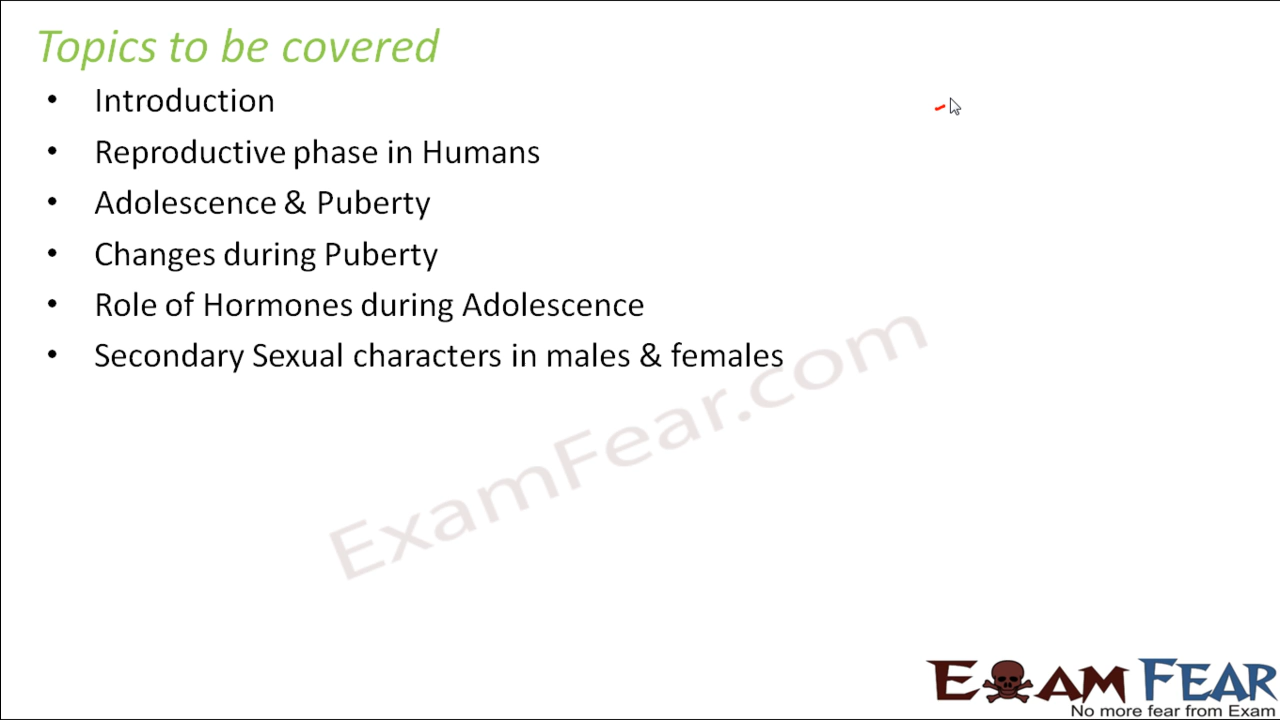 Topics to be covered
• Introduction
• Reproductive phase in Humans
• Adolescence & Puberty
• Changes during Puberty
• Role of Hormones during Adolescence
• Secondary Sexual characters in males & females
ExamFear.com
EXAM FEAR
No more fear from Exam